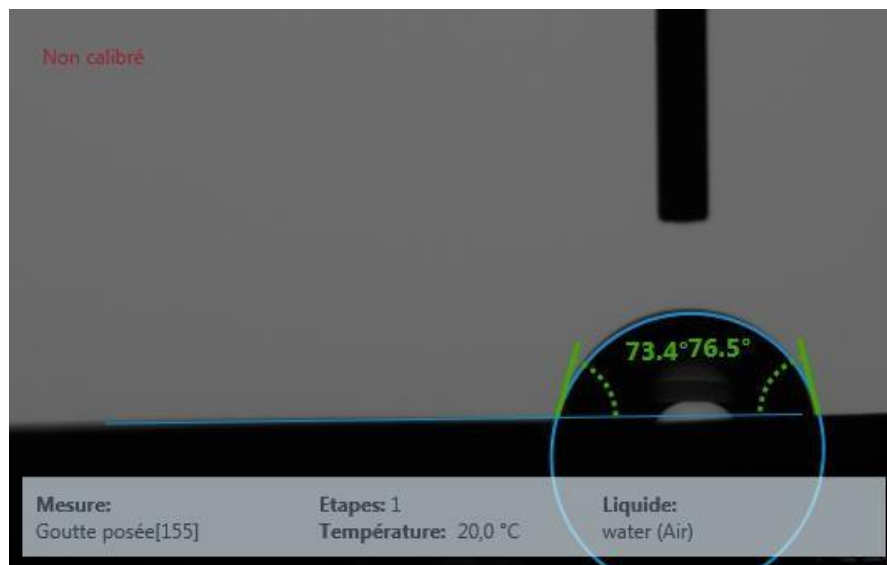 Non calibré
73.4°76.5°
Mesure: Etapes: 1 Liquide:
Goutte posée[155] Température: 20,0 °C water (Air)